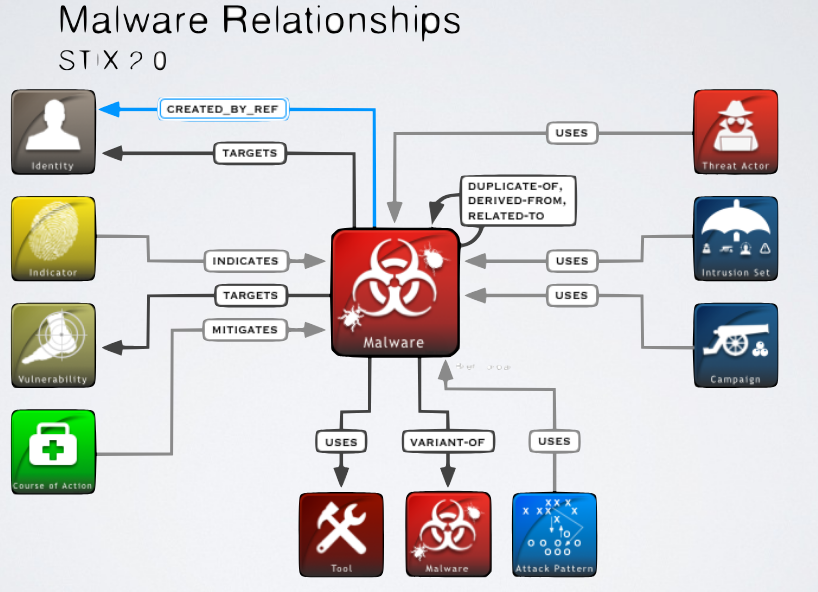 Malware Relationships
STIX 2.0
CREATED_BY_REF
Identity
TARGETS
USES
Threat Actor
DUPLICATE-OF,
DERIVED-FROM,
RELATED-TO
Indicator
INDICATES
Malware
USES
Intrusion Set
Vulnerability
TARGETS
MITIGATES
USES
Campaign
Course of Action
USES
VARIANT-OF
USES
Tool
Malware
X X X
X X X X
X
O
O O O O O
O O O
Attack Pattern